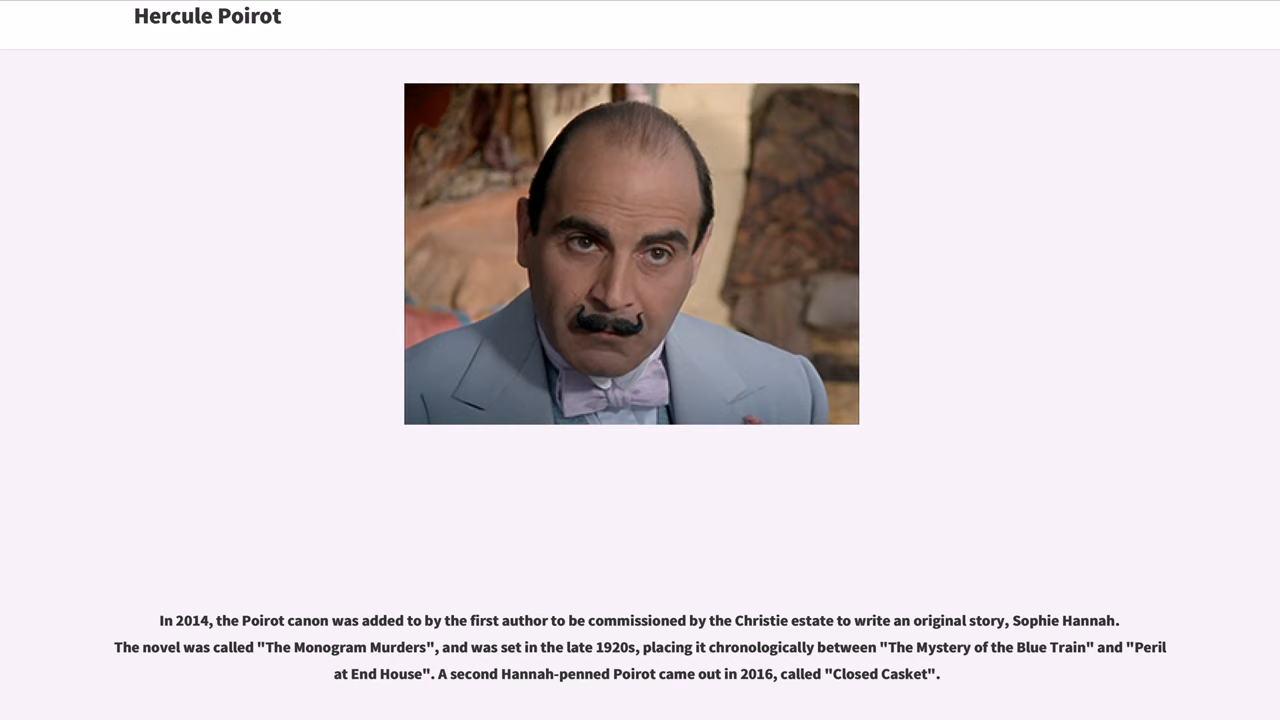 Hercule Poirot
In 2014, the Poirot canon was added to by the first author to be commissioned by the Christie estate to write an original story, Sophie Hannah.
The novel was called "The Monogram Murders", and was set in the late 1920s, placing it chronologically between "The Mystery of the Blue Train" and "Peril
at End House". A second Hannah-penned Poirot came out in 2016, called "Closed Casket".